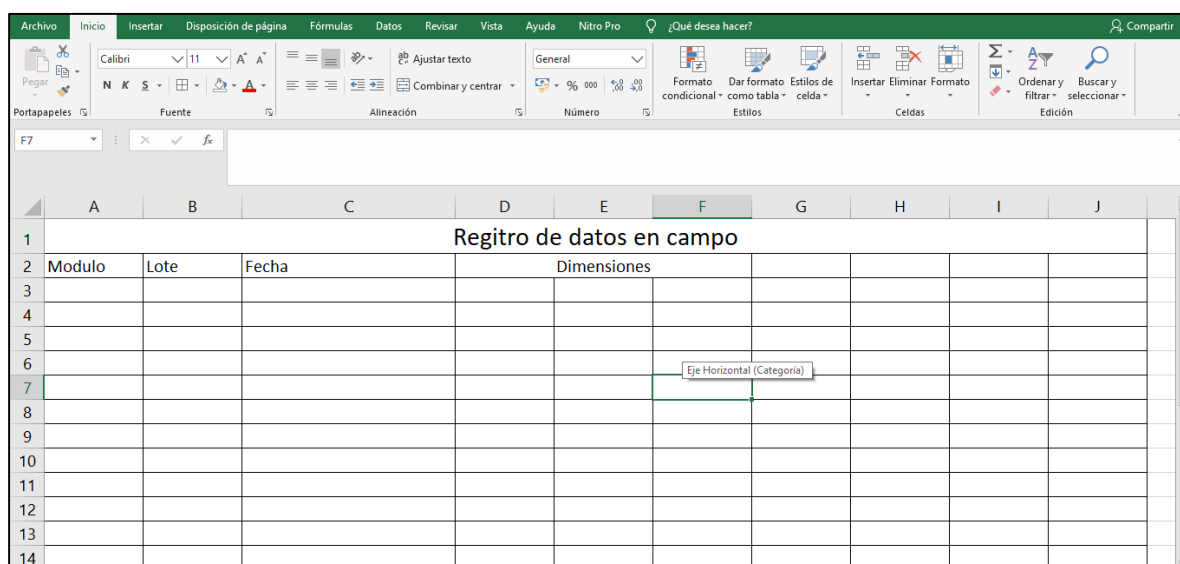 Archivo Inicio Insertar Disposición de página Fórmulas Datos Revisar Vista Ayuda Nitro Pro ¿Qué desea hacer? Compartir
Calibri 11 A A Ajustar texto General
Pegar N K S A Combinar y centrar % 000
Formato condicional Dar formato como tabla Estilos de celda Insertar Eliminar Formato Ordenar y filtrar Buscar y seleccionar
Portapapeles Fuente Alineación Número Estilos Celdas Edición
F7 fx
A B C D E F G H I J
1 Regitro de datos en campo
2 Modulo Lote Fecha Dimensiones
3
4
5
6 Eje Horizontal (Categoría)
7
8
9
10
11
12
13
14